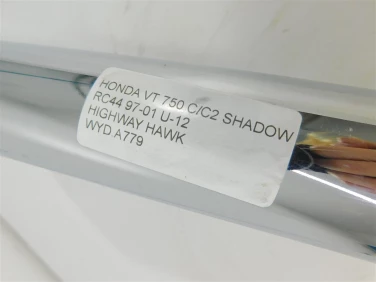 HONDA VT 750 C/C2 SHADOW
RC44 97-01 U-12
HIGHWAY HAWK
WYD A779